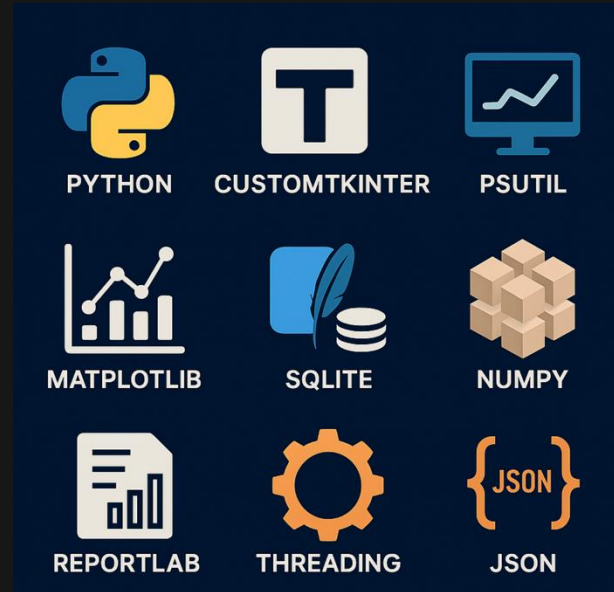 PYTHON CUSTOMTKINTER PSUTIL
MATPLOTLIB SQLITE NUMPY
{JSON}
REPORTLAB THREADING JSON